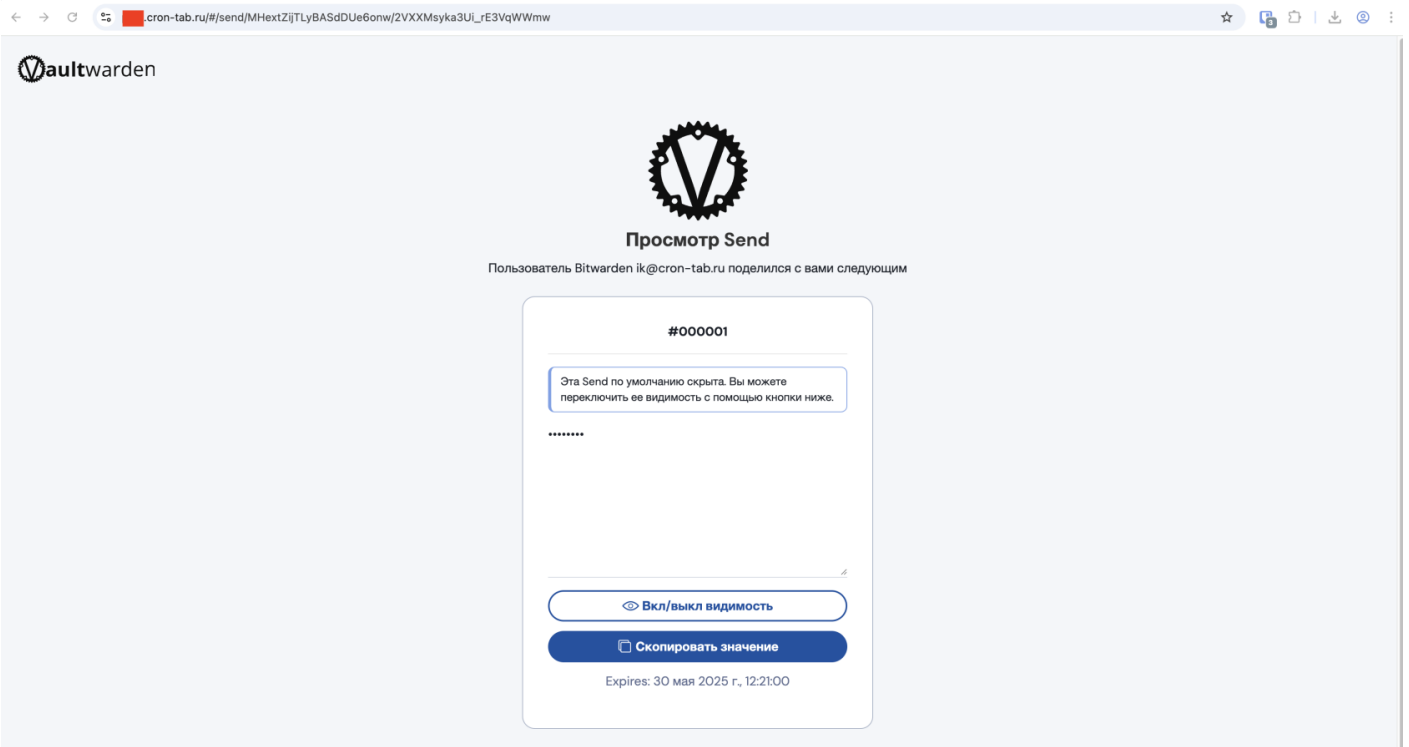 .cron-tab.ru/#/send/MHextZijTLyBASdDUe6onw/2VXXMsyka3Ui_rE3VqWWmw
3
Vaultwarden
V
Просмотр Send
Пользователь Bitwarden ik@cron-tab.ru поделился с вами следующим
#000001
Эта Send по умолчанию скрыта. Вы можете
переключить ее видимость с помощью кнопки ниже.
••••••••
Вкл/выкл видимость
Скопировать значение
Expires: 30 мая 2025 г., 12:21:00